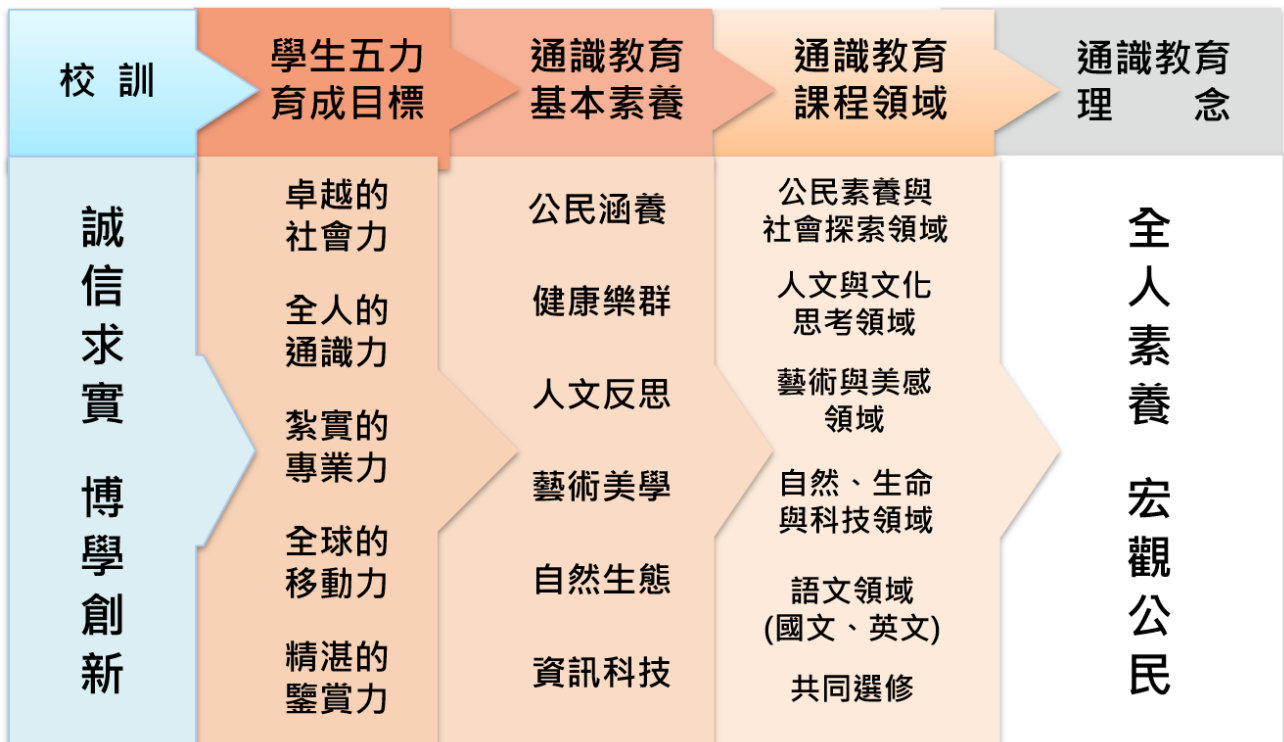 校訓
學生五力
育成目標
通識教育
基本素養
通識教育
課程領域
通識教育
理念
誠信求實 博學創新
卓越的
社會力
全人的
通識力
紮實的
專業力
全球的
移動力
精湛的
鑒賞力
公民涵養
健康樂群
人文反思
藝術美學
自然生態
資訊科技
公民素養與
社會探索領域
人文與文化
思考領域
藝術與美感
領域
自然、生命
與科技領域
語文領域
(國文、英文)
共同選修
全人素養 宏觀公民